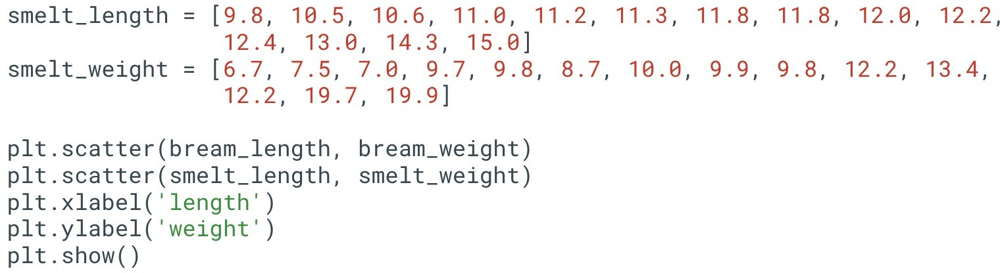 smelt_length = [9.8, 10.5, 10.6, 11.0, 11.2, 11.3, 11.8, 11.8, 12.0, 12.2,
                12.4, 13.0, 14.3, 15.0]
smelt_weight = [6.7, 7.5, 7.0, 9.7, 9.8, 8.7, 10.0, 9.9, 9.8, 12.2, 13.4,
                12.2, 19.7, 19.9]

plt.scatter(bream_length, bream_weight)
plt.scatter(smelt_length, smelt_weight)
plt.xlabel('length')
plt.ylabel('weight')
plt.show()